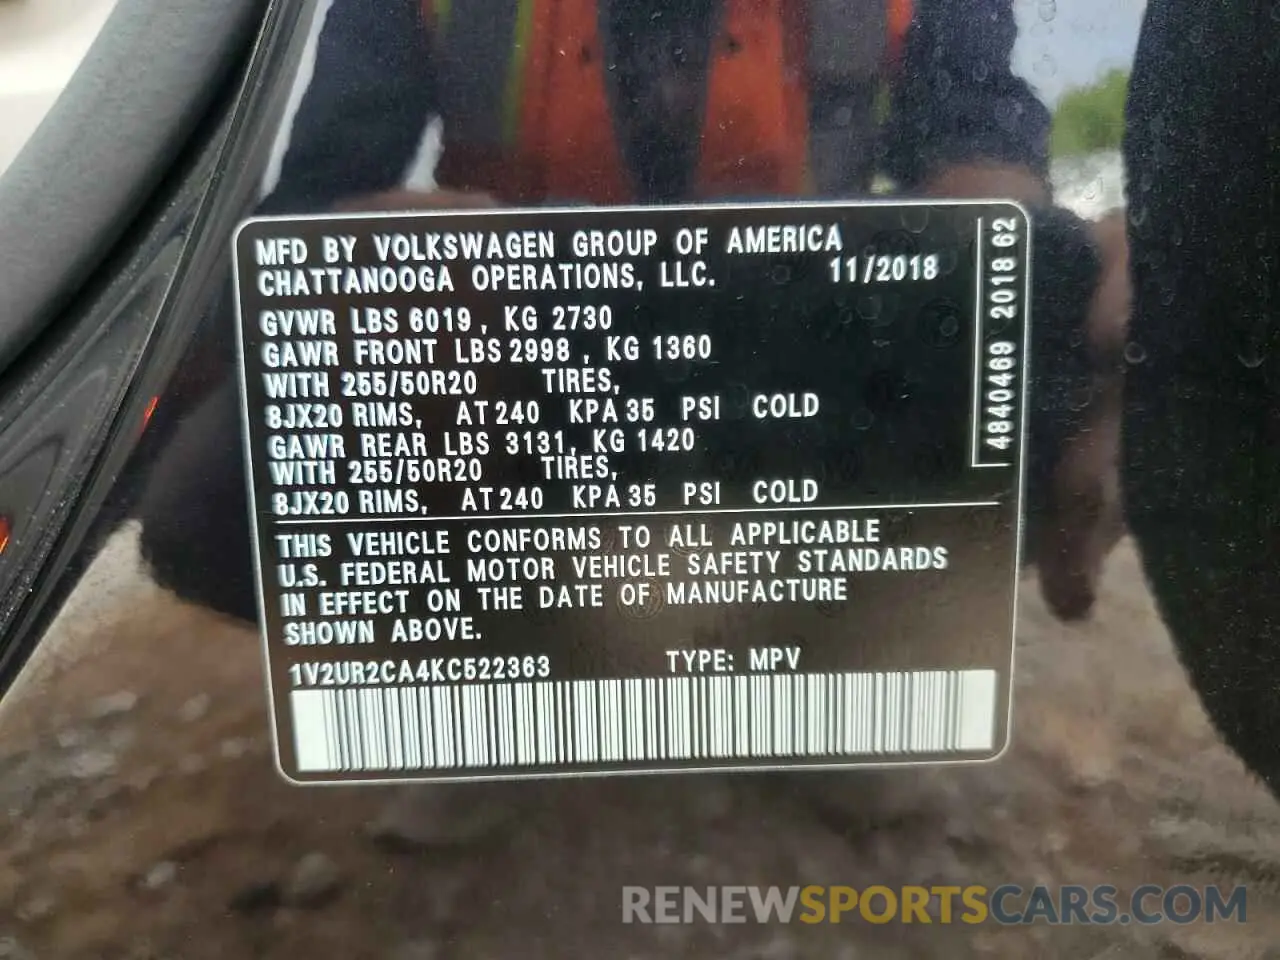 MFD BY VOLKSWAGEN GROUP OF AMERICA
CHATTANOOGA OPERATIONS, LLC. 11/2018
GVWR LBS 6019, KG 2730
GAWR FRONT LBS 2998, KG 1360
WITH 255/50R20 TIRES,
8JX20 RIMS, AT 240 KPA 35 PSI COLD
GAWR REAR LBS 3131, KG 1420
WITH 255/50R20 TIRES,
8JX20 RIMS, AT 240 KPA 35 PSI COLD
4840469 2018 62
THIS VEHICLE CONFORMS TO ALL APPLICABLE
U.S. FEDERAL MOTOR VEHICLE SAFETY STANDARDS
IN EFFECT ON THE DATE OF MANUFACTURE
SHOWN ABOVE.
1V2UR2CA4KC522363 TYPE: MPV
RENEWSPORTSCARS.COM